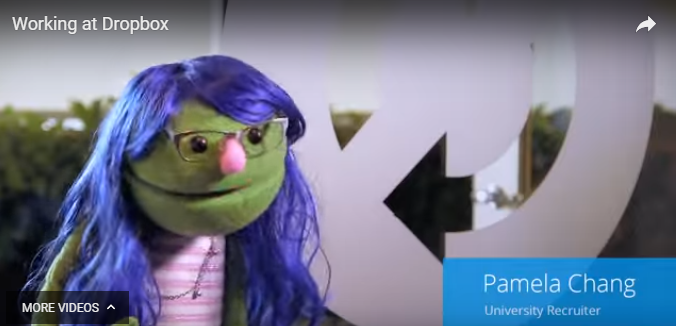 Working at Dropbox
Pamela Chang
University Recruiter
MORE VIDEOS